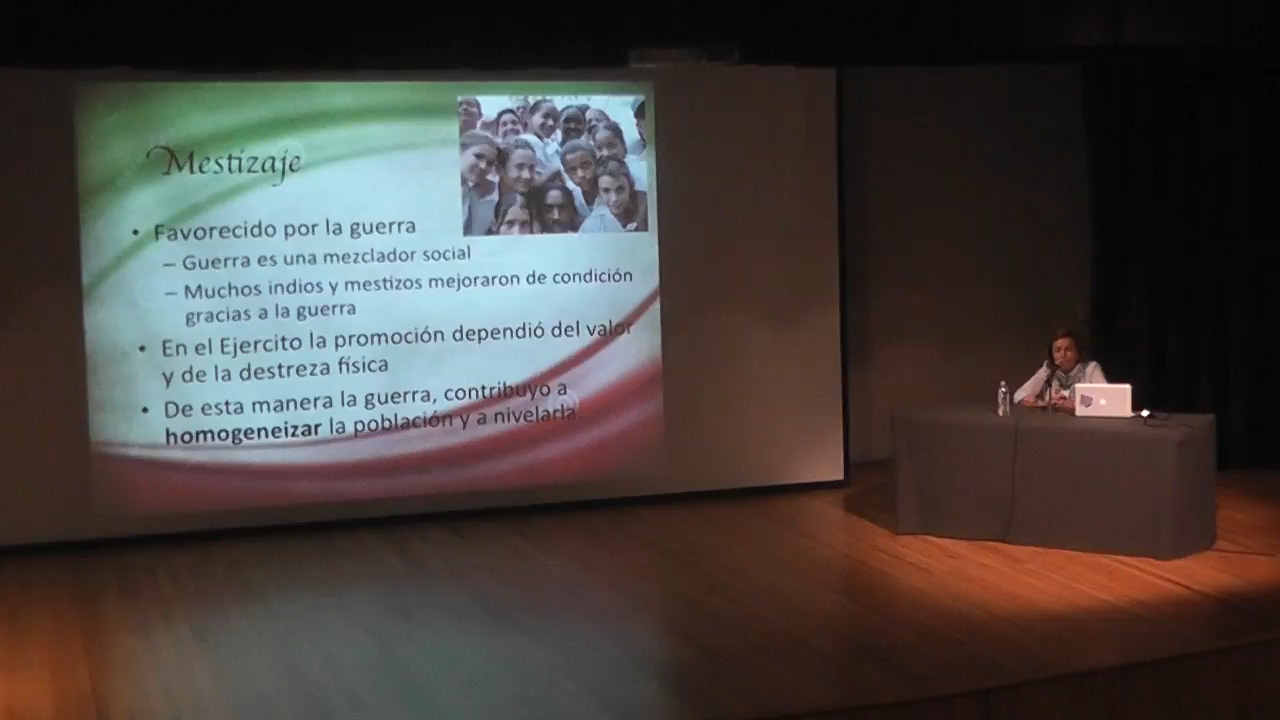 Mestizaje
• Favorecido por la guerra
– Guerra es una mezclador social
– Muchos indios y mestizos mejoraron de condición
gracias a la guerra
• En el Ejercito la promoción dependió del valor
y de la destreza física
• De esta manera la guerra, contribuyo a
homogeneizar la población y a nivelarla